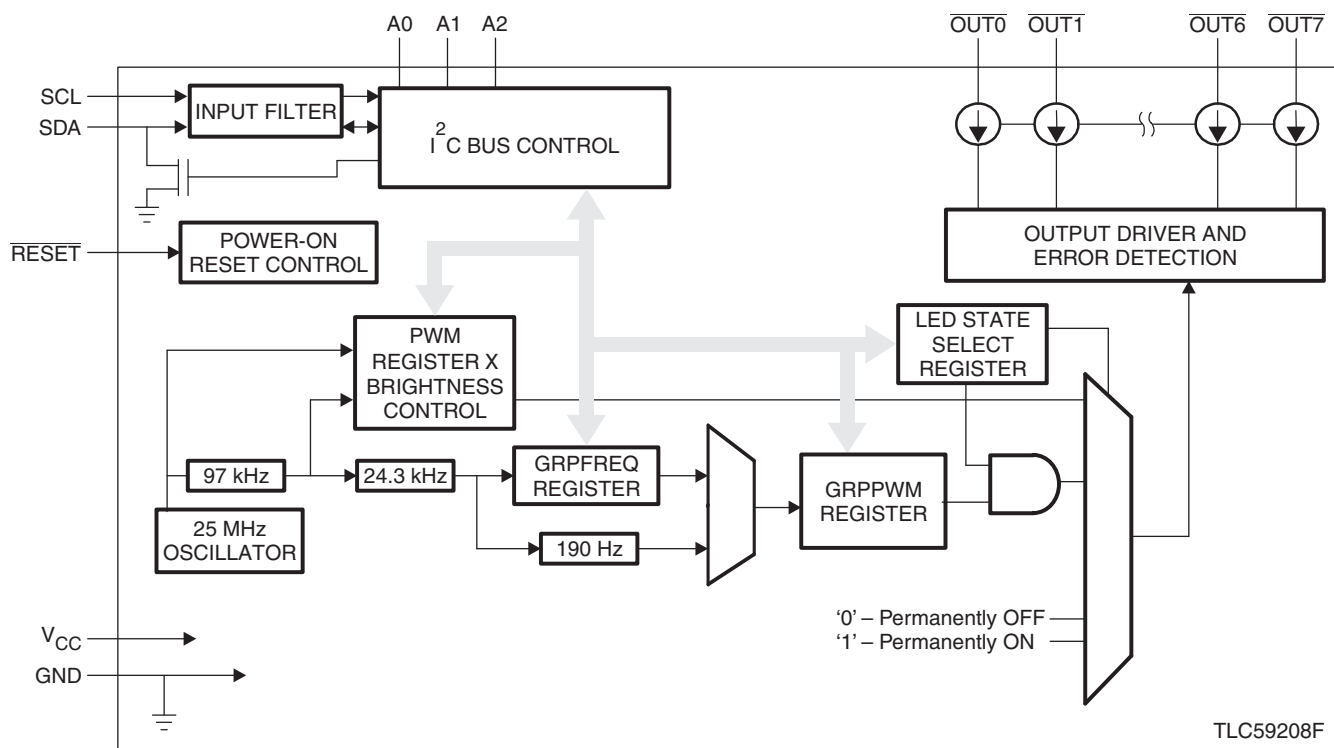 A0 A1 A2
OUT0 OUT1 OUT6 OUT7
SCL
SDA
INPUT FILTER
I2C BUS CONTROL
RESET
POWER-ON
RESET CONTROL
OUTPUT DRIVER AND
ERROR DETECTION
PWM
REGISTER X
BRIGHTNESS
CONTROL
LED STATE
SELECT
REGISTER
97 kHz
24.3 kHz
GRPFREQ
REGISTER
GRPPWM
REGISTER
25 MHz
OSCILLATOR
190 Hz
‘0’ – Permanently OFF
‘1’ – Permanently ON
VCC
GND
TLC59208F